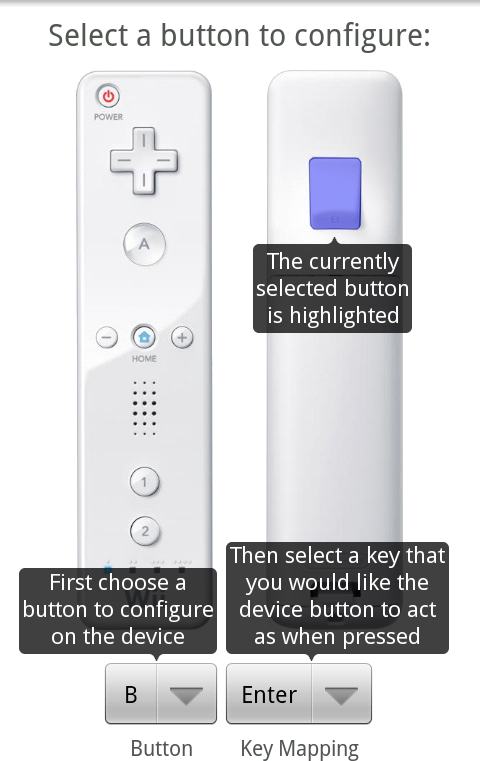 Select a button to configure:
POWER
A
The currently
selected button
is highlighted
HOME
1
2
First choose a
button to configure
on the device
Then select a key that
you would like the
device button to act
as when pressed
B
Enter
Button
Key Mapping